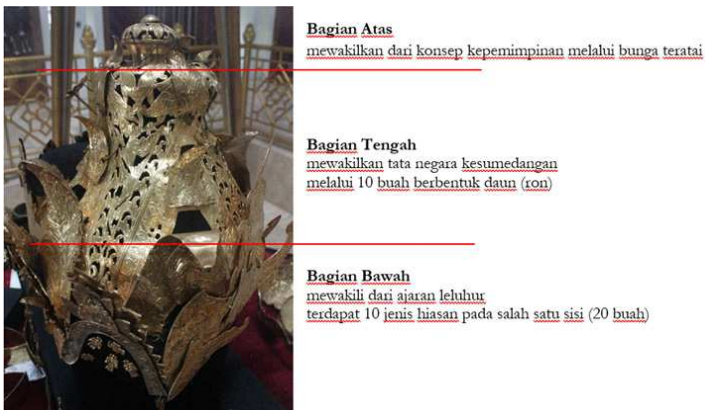 Bagian Atas
mewakilkan dari konsep kepemimpinan melalui bunga teratai
Bagian Tengah
mewakilkan tata negara kesumedangan
melalui 10 buah berbentuk daun (ron)
Bagian Bawah
mewakili dari ajaran leluhur
terdapat 10 jenis hiasan pada salah satu sisi (20 buah)